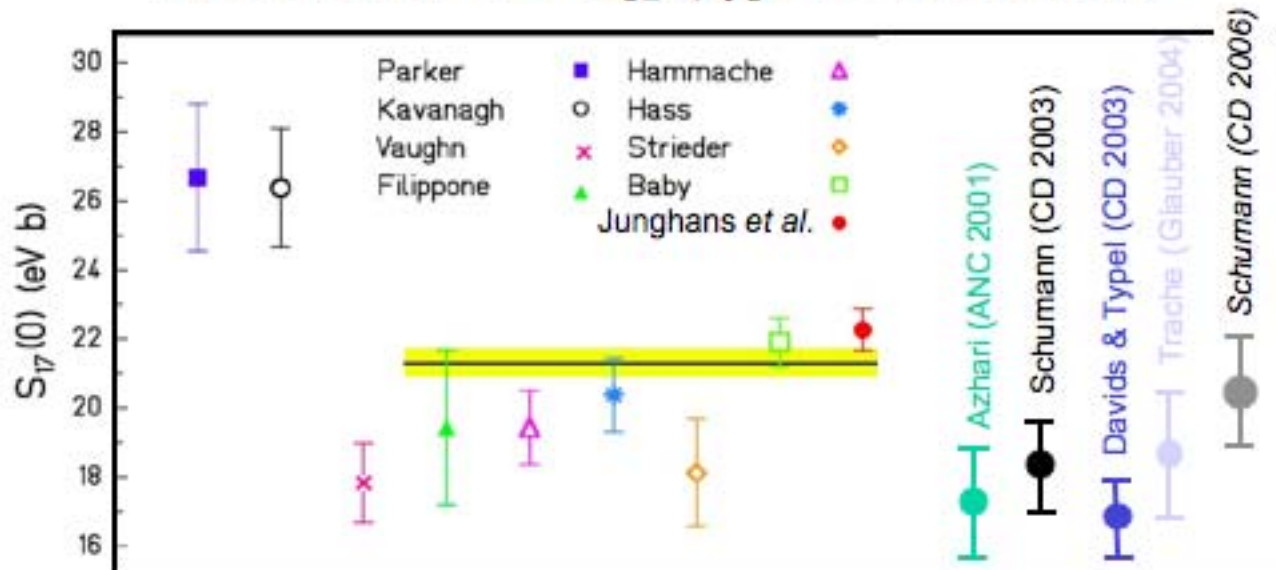 Parker Hammache
Kavanagh Hass
Vaughn Strieder
Filippone Baby
Junghans et al.
S₁₇(0) (eV b)
30
28
26
24
22
20
18
16
Azhari (ANC 2001)
Schumann (CD 2003)
Davids & Typel (CD 2003)
Trache (Glauber 2004)
Schumann (CD 2006)